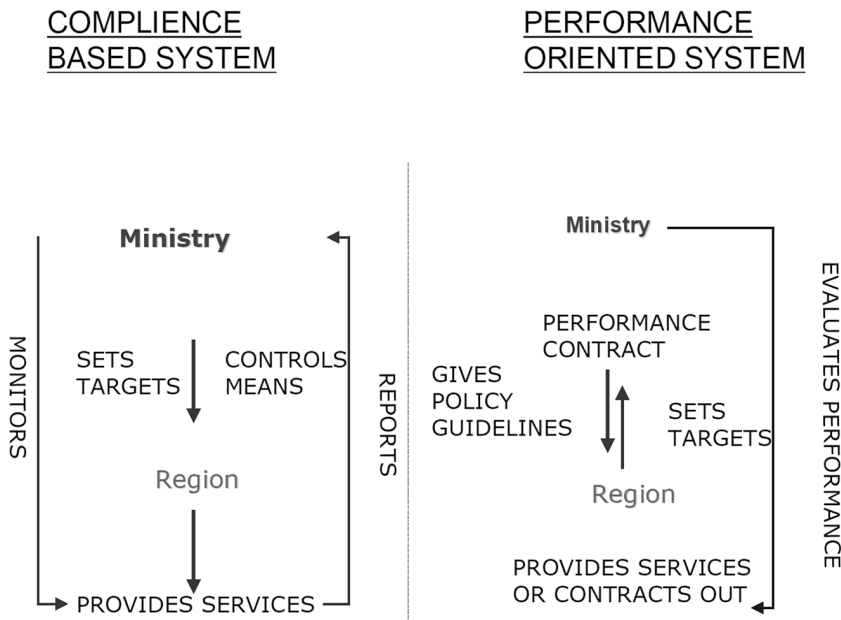 COMPLIENCE
BASED SYSTEM
Ministry
MONITORS
SETS
TARGETS
CONTROLS
MEANS
REPORTS
Region
PROVIDES SERVICES
PERFORMANCE
ORIENTED SYSTEM
Ministry
PERFORMANCE
CONTRACT
GIVES
POLICY
GUIDELINES
SETS
TARGETS
EVALUATES PERFORMANCE
Region
PROVIDES SERVICES
OR CONTRACTS OUT